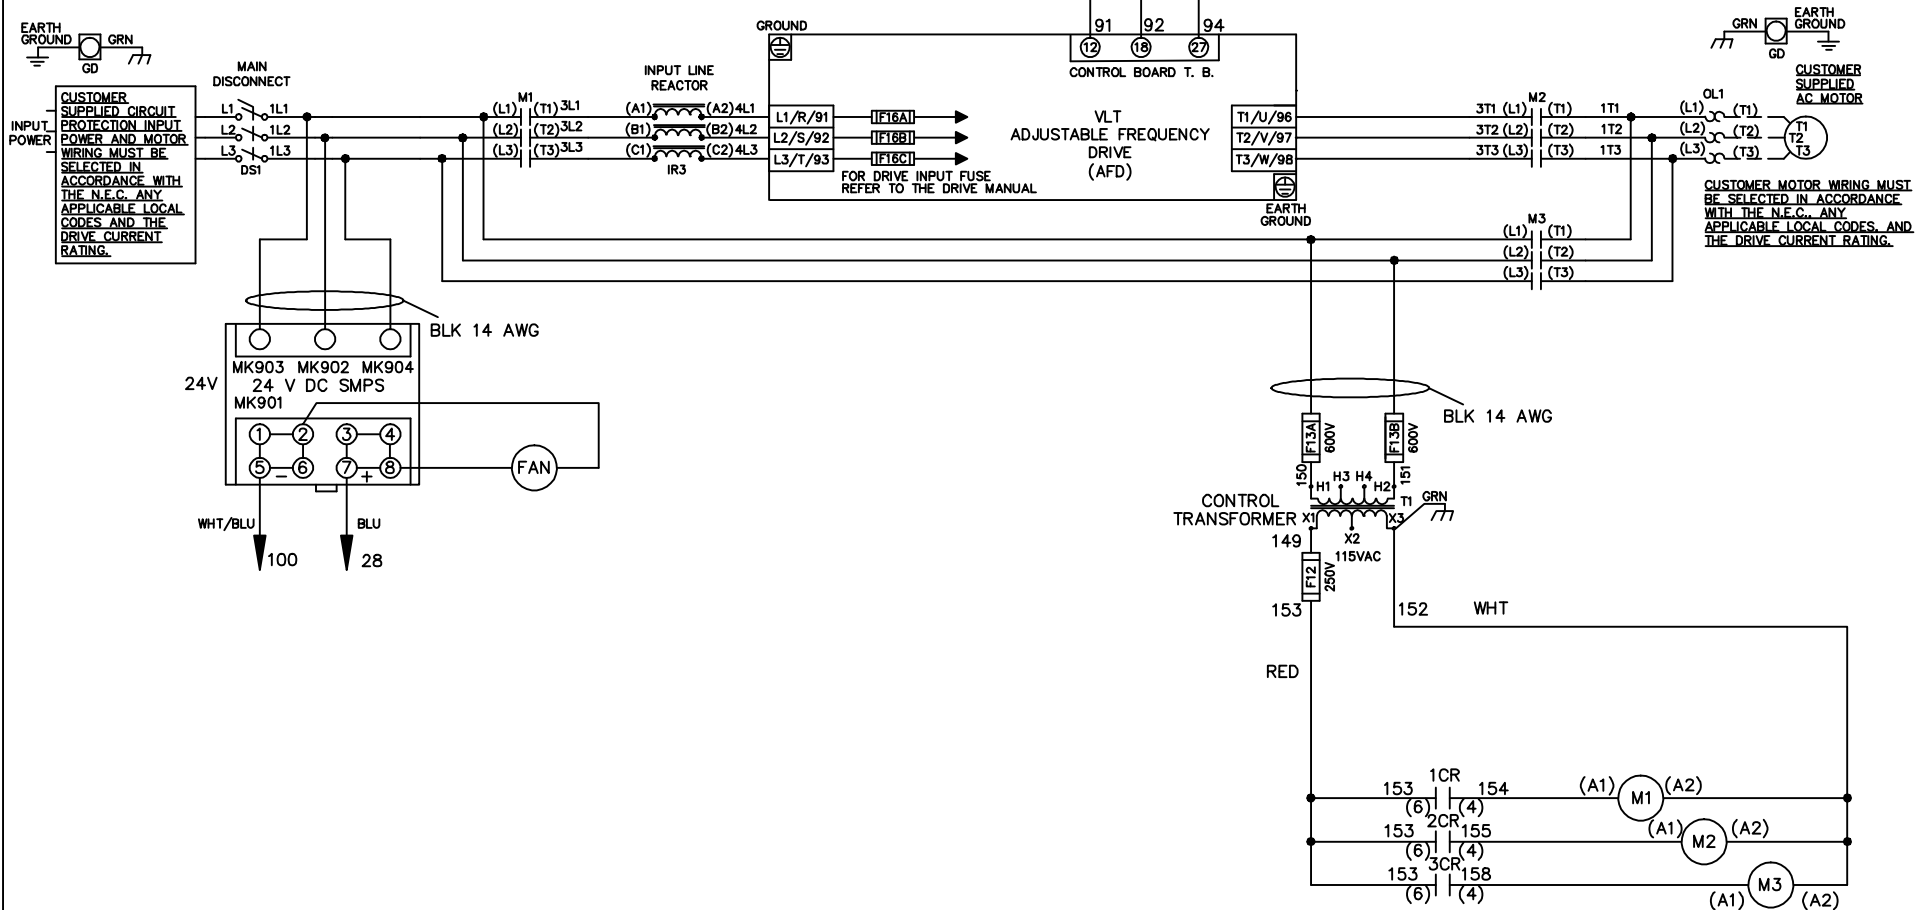 EARTH
GROUND
GRN
GD
INPUT
POWER
CUSTOMER
SUPPLIED CIRCUIT
PROTECTION INPUT
POWER AND MOTOR
WIRING MUST BE
SELECTED IN
ACCORDANCE WITH
THE N.E.C. ANY
APPLICABLE LOCAL
CODES AND THE
DRIVE CURRENT
RATING.
MAIN
DISCONNECT
L1 1L1
L2 1L2
L3 1L3
DS1
M1
(L1) (T1) 3L1
(L2) (T2) 3L2
(L3) (T3) 3L3
INPUT LINE
REACTOR
(A1) (A2) 4L1
(B1) (B2) 4L2
(C1) (C2) 4L3
IR3
GROUND
91 92 94
12 18 27
CONTROL BOARD T. B.
L1/R/91 F16A
L2/S/92 F16B
L3/T/93 F16C
FOR DRIVE INPUT FUSE
REFER TO THE DRIVE MANUAL
VLT
ADJUSTABLE FREQUENCY
DRIVE
(AFD)
T1/U/96
T2/V/97
T3/W/98
EARTH
GROUND
M2
3T1 (L1) (T1) 1T1
3T2 (L2) (T2) 1T2
3T3 (L3) (T3) 1T3
M3
(L1) (T1)
(L2) (T2)
(L3) (T3)
GRN
EARTH
GROUND
GD
CUSTOMER
SUPPLIED
AC MOTOR
OL1
(L1) (T1)
(L2) (T2)
(L3) (T3)
T1
T2
T3
CUSTOMER MOTOR WIRING MUST
BE SELECTED IN ACCORDANCE
WITH THE N.E.C., ANY
APPLICABLE LOCAL CODES, AND
THE DRIVE CURRENT RATING.
BLK 14 AWG
MK903 MK902 MK904
24V
24 V DC SMPS
MK901
1 2 3 4
5 - 6 7 + 8
FAN
WHT/BLU
BLU
100
28
BLK 14 AWG
F13A 600V
F13B 600V
150
151
H1 H3 H4 H2
T1
GRN
CONTROL
TRANSFORMER
X1
X3
X2
149
115VAC
F12 250V
153
152
WHT
RED
1CR
153 154
(6) (4)
(A1) M1 (A2)
2CR
153 155
(6) (4)
(A1) M2 (A2)
3CR
153 158
(6) (4)
(A1) M3 (A2)